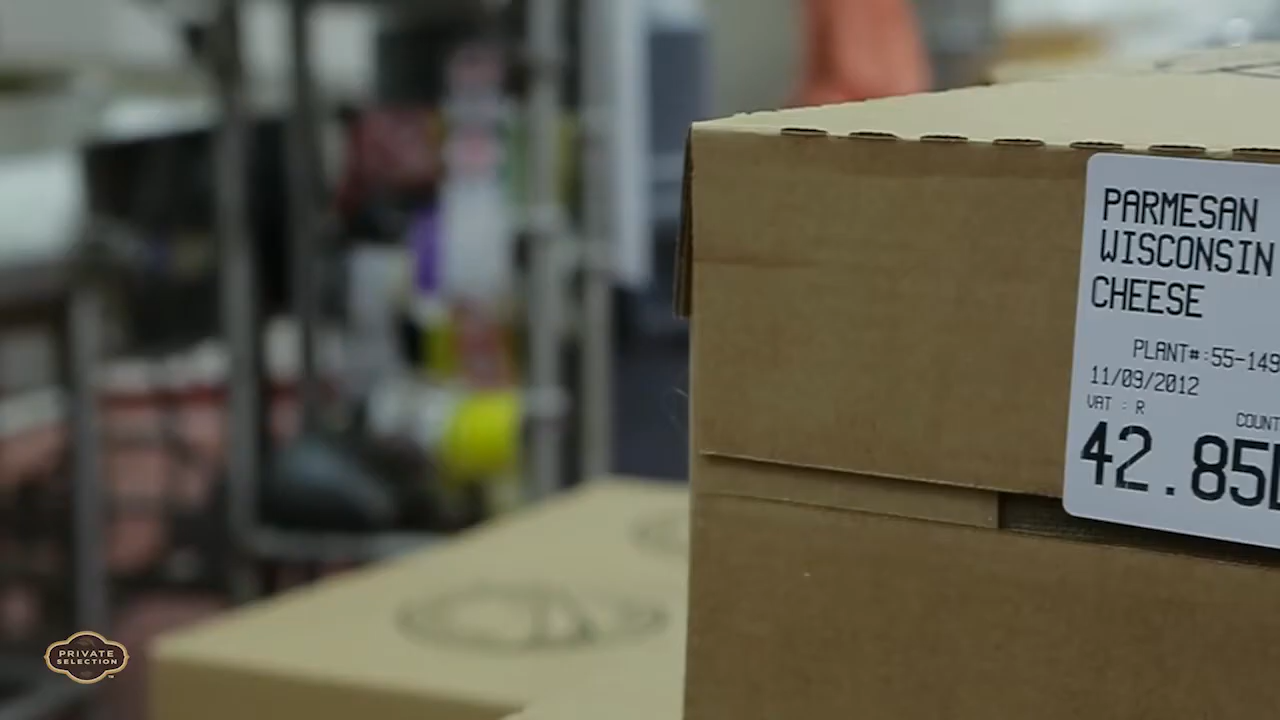 PARMESAN
WISCONSIN
CHEESE
PLANT#:55-149
11/09/2012
VAT : R
COUNT
42.85
PRIVATE
SELECTION